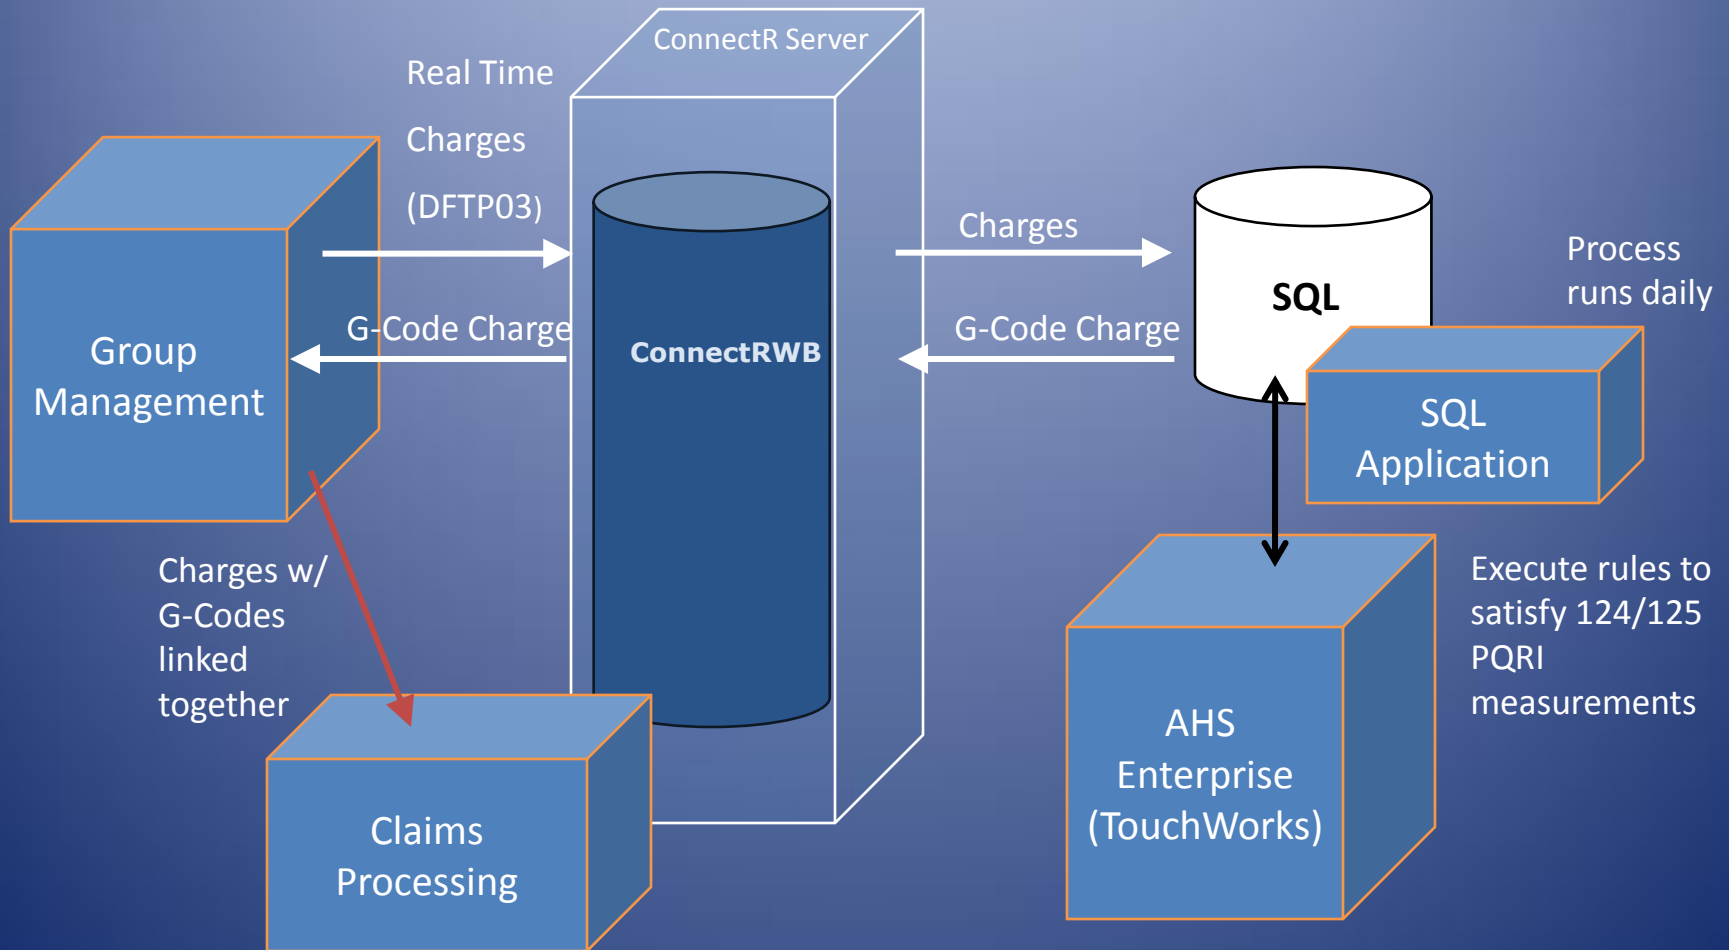 ConnectR Server
Real Time
Charges
(DFTP03)
Charges
Process
runs daily
SQL
G-Code Charge
G-Code Charge
Group
Management
ConnectRWB
SQL
Application
Charges w/
G-Codes
linked
together
Execute rules to
satisfy 124/125
PQRI
measurements
AHS
Enterprise
(TouchWorks)
Claims
Processing